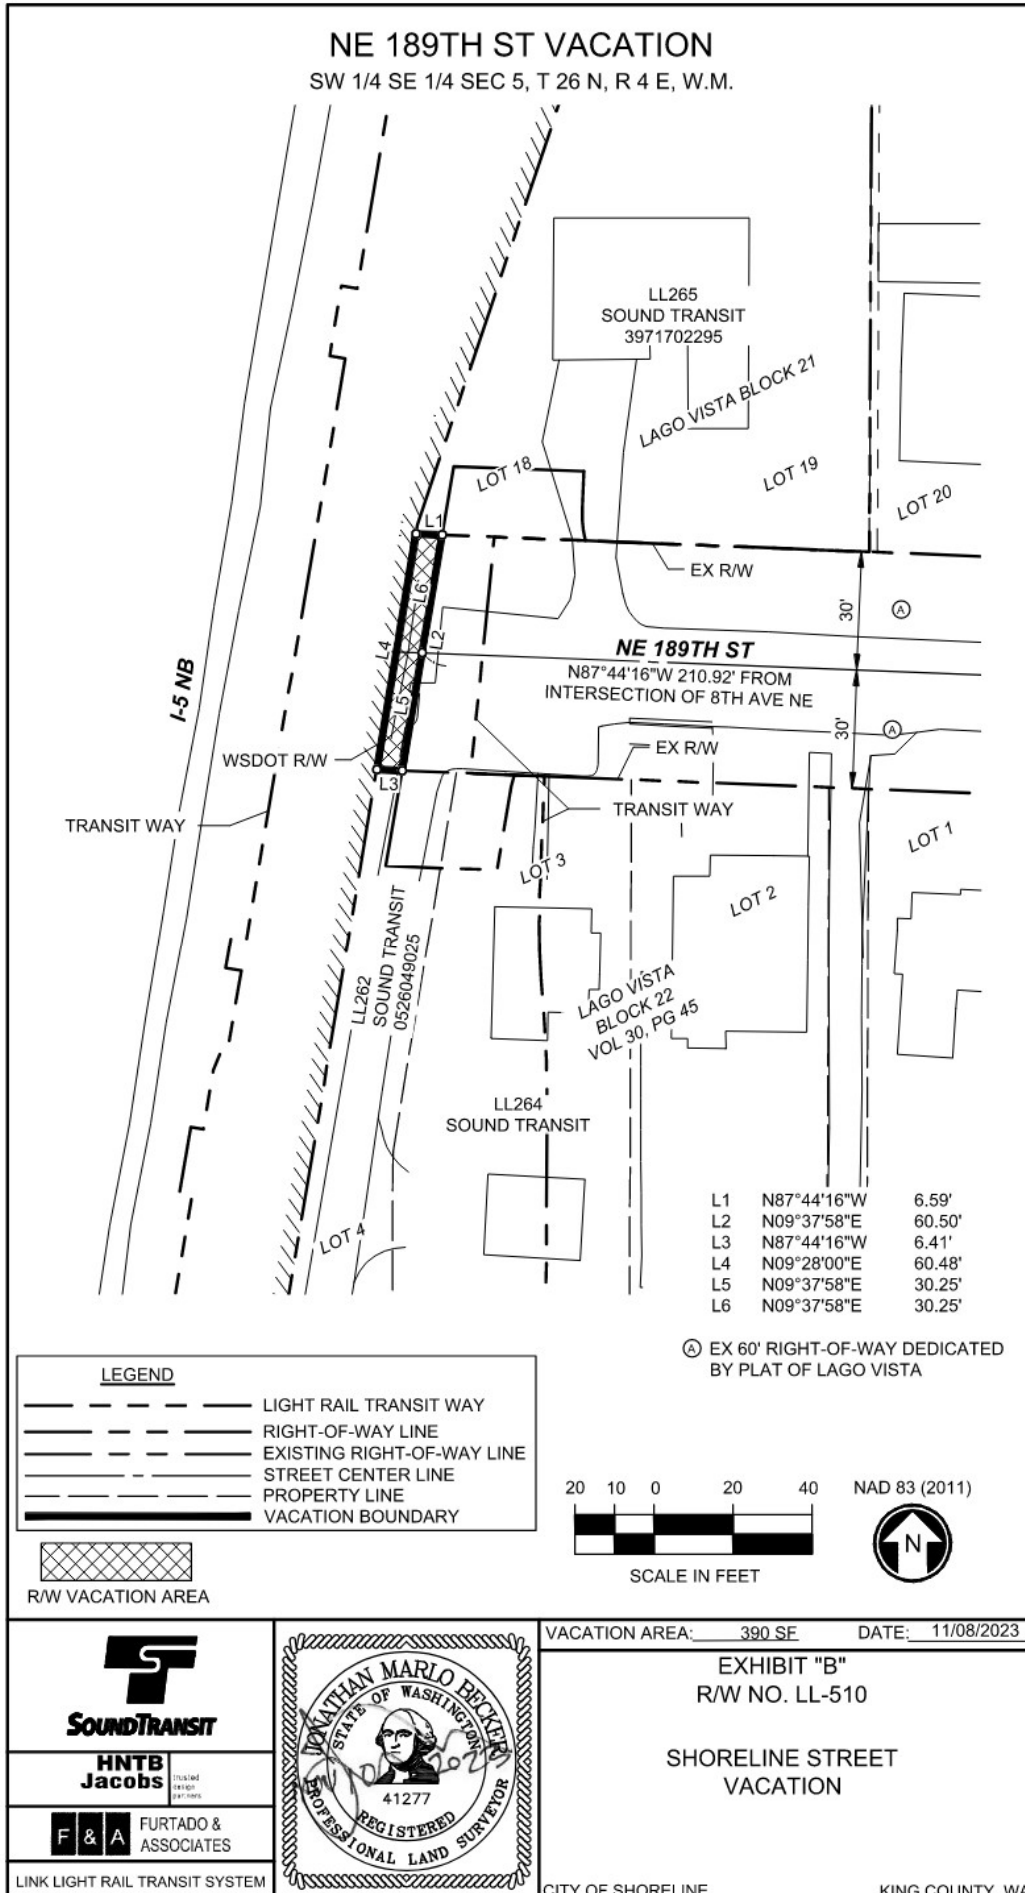 NE 189TH ST VACATION
SW 1/4 SE 1/4 SEC 5, T 26 N, R 4 E, W.M.
LL265
SOUND TRANSIT
3971702295
LAGO VISTA BLOCK 21
LOT 18
LOT 19
LOT 20
L1
EX R/W
L6
L2
L4
L5
30'
A
NE 189TH ST
N87°44'16"W 210.92' FROM
INTERSECTION OF 8TH AVE NE
30'
A
I-5 NB
WSDOT R/W
EX R/W
L3
TRANSIT WAY
TRANSIT WAY
LOT 3
LOT 2
LOT 1
LL262
SOUND TRANSIT
0526049025
LAGO VISTA
BLOCK 22
VOL 30, PG 45
LL264
SOUND TRANSIT
LOT 4
L1 N87°44'16"W 6.59'
L2 N09°37'58"E 60.50'
L3 N87°44'16"W 6.41'
L4 N09°28'00"E 60.48'
L5 N09°37'58"E 30.25'
L6 N09°37'58"E 30.25'
A EX 60' RIGHT-OF-WAY DEDICATED
BY PLAT OF LAGO VISTA
LEGEND
LIGHT RAIL TRANSIT WAY
RIGHT-OF-WAY LINE
EXISTING RIGHT-OF-WAY LINE
STREET CENTER LINE
PROPERTY LINE
VACATION BOUNDARY
R/W VACATION AREA
20 10 0 20 40
SCALE IN FEET
NAD 83 (2011)
N
VACATION AREA: 390 SF DATE: 11/08/2023
EXHIBIT "B"
R/W NO. LL-510
SHORELINE STREET
VACATION
CITY OF SHORELINE KING COUNTY, WA
SOUNDTRANSIT
HNTB
Jacobs
trusted
design
partners
F & A
FURTADO &
ASSOCIATES
LINK LIGHT RAIL TRANSIT SYSTEM
JONATHAN MARLO BECKER
STATE OF WASHINGTON
41277
REGISTERED
PROFESSIONAL LAND SURVEYOR